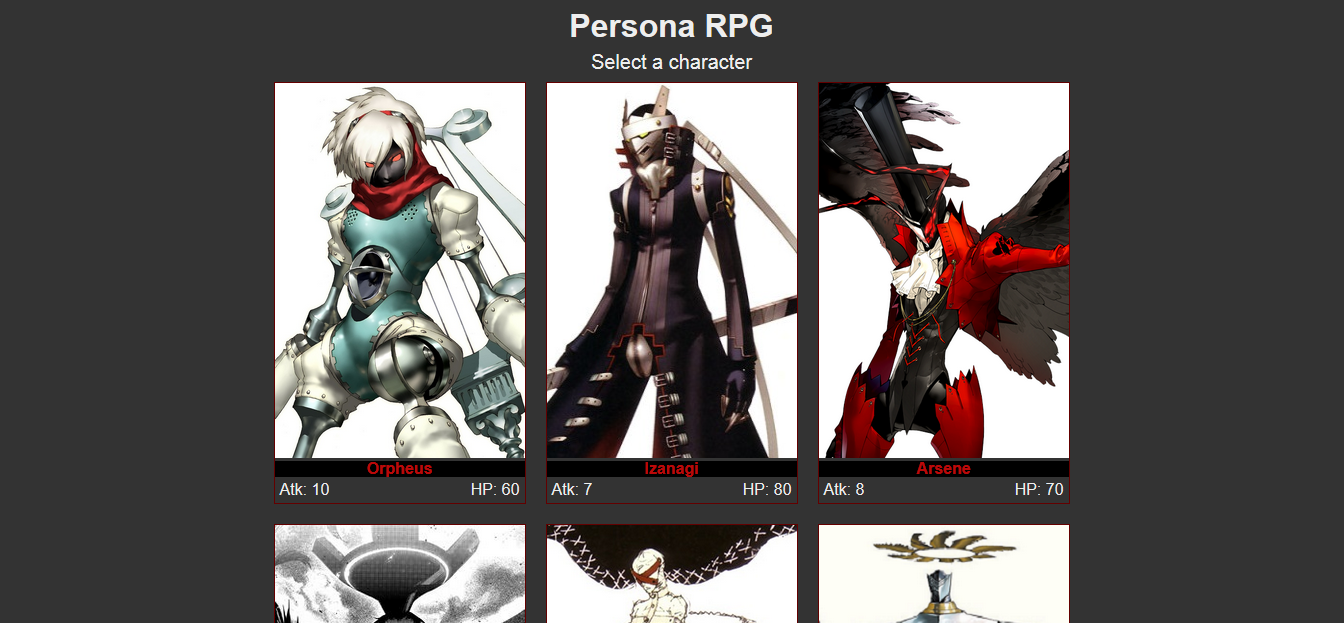 Persona RPG
Select a character
Orpheus
Atk: 10 HP: 60
Izanagi
Atk: 7 HP: 80
Arsene
Atk: 8 HP: 70